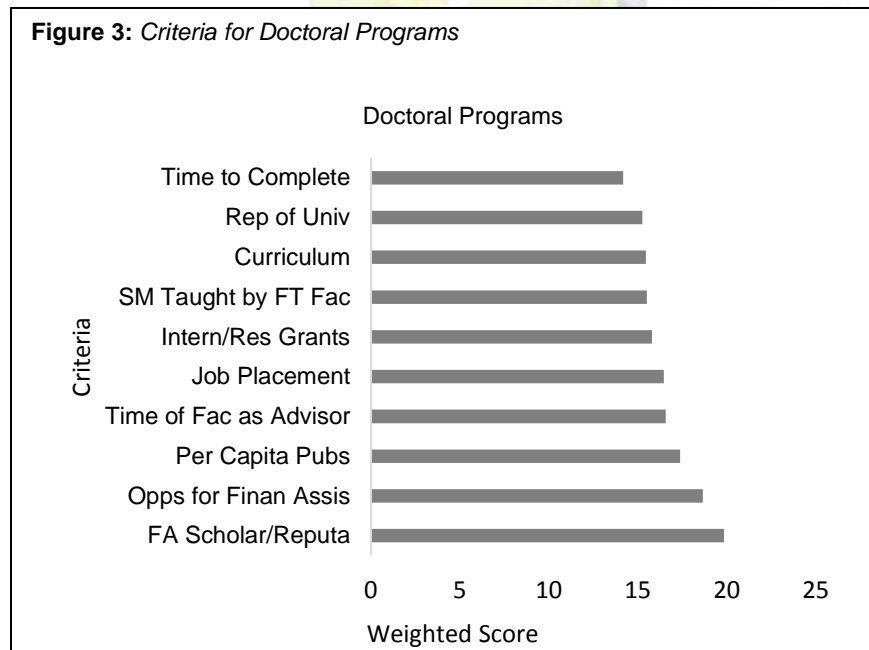 Figure 3: Criteria for Doctoral Programs
Doctoral Programs
Time to Complete
Rep of Univ
Curriculum
SM Taught by FT Fac
Intern/Res Grants
Job Placement
Time of Fac as Advisor
Per Capita Pubs
Opps for Finan Assis
FA Scholar/Reputa
Criteria
0 5 10 15 20 25
Weighted Score